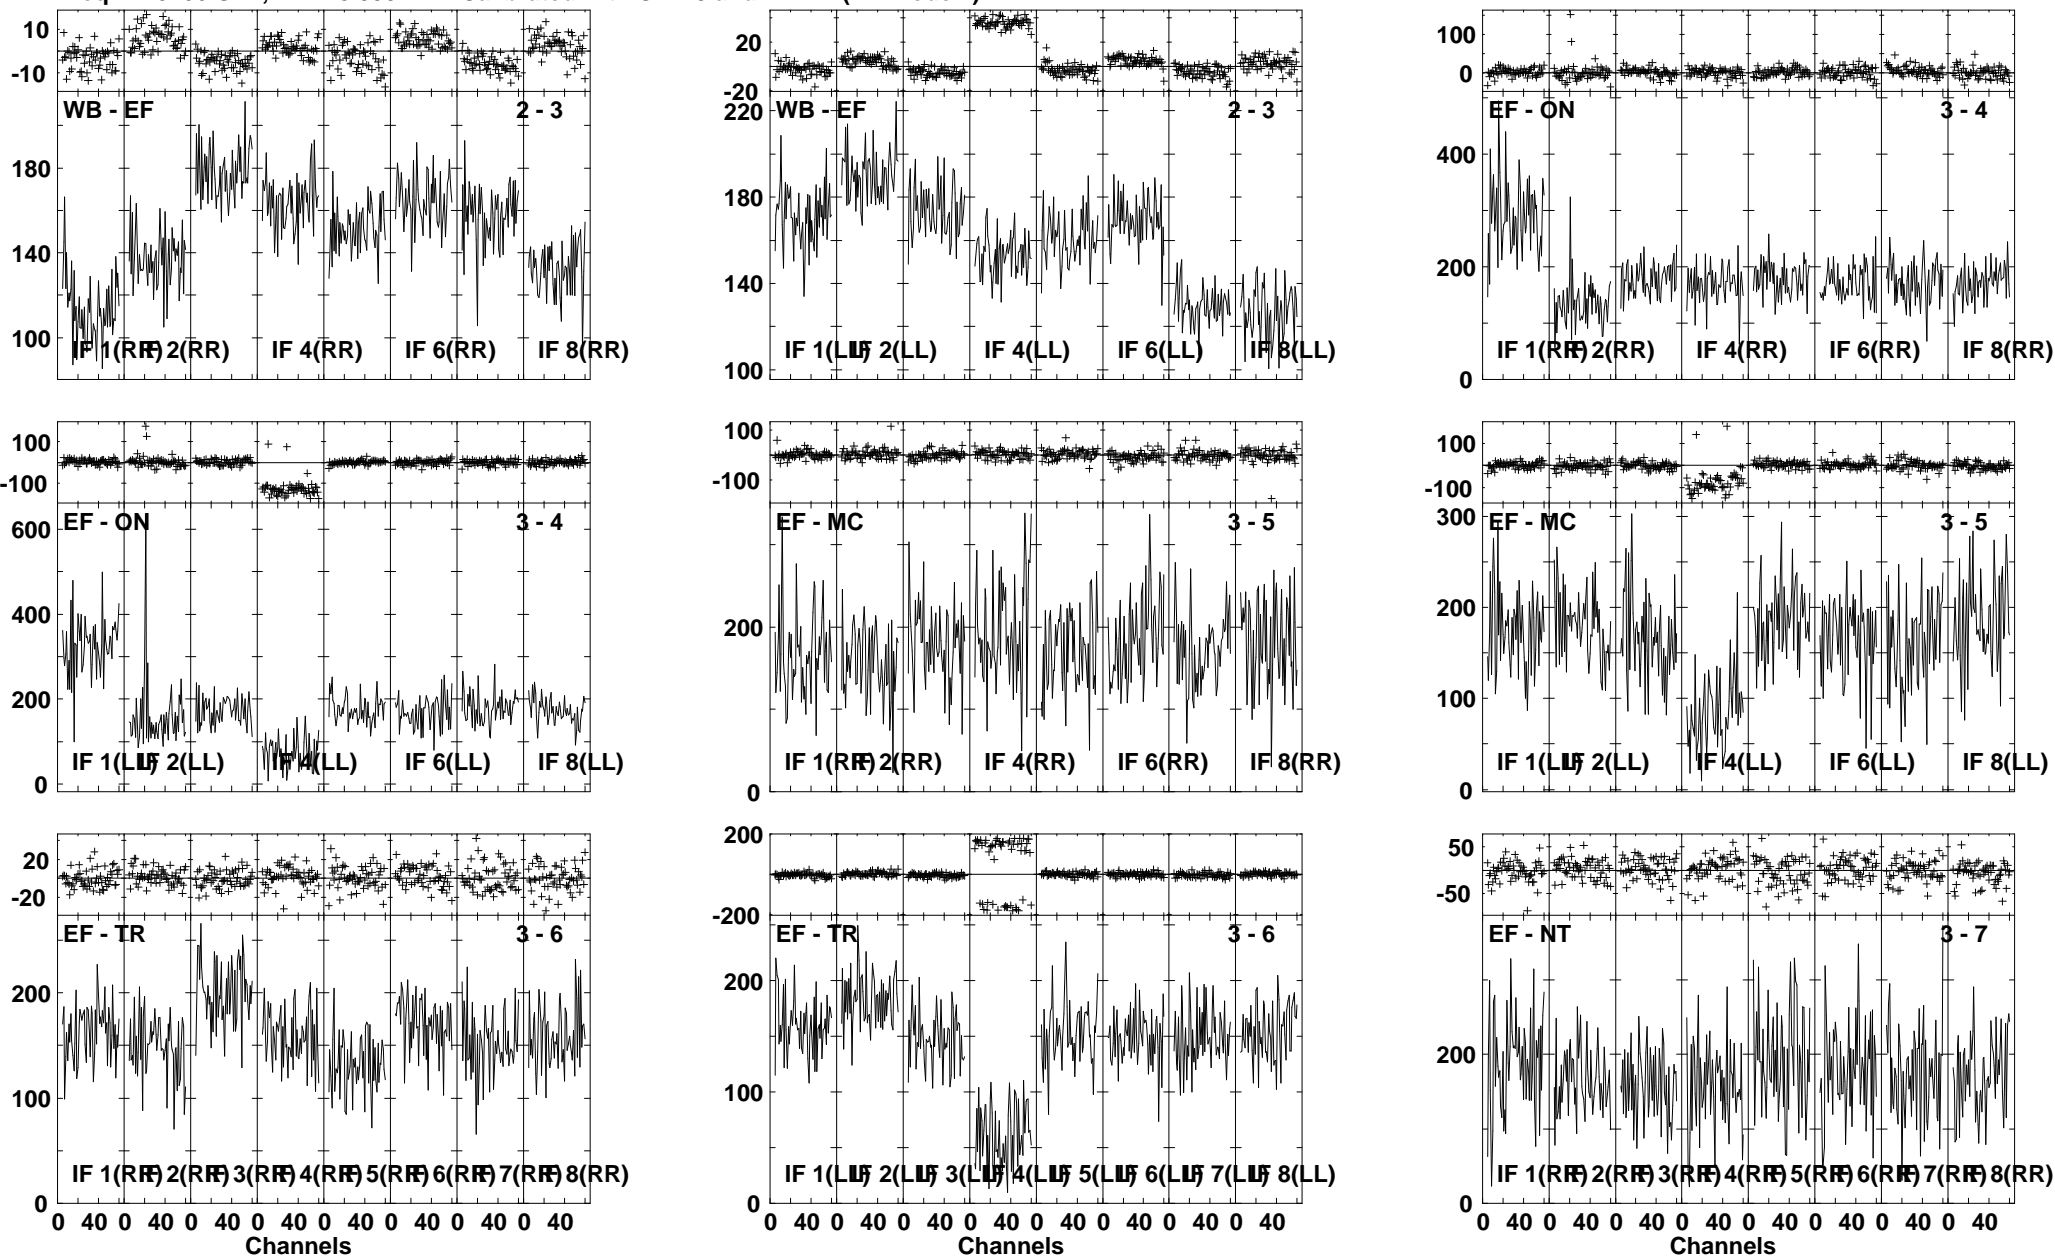 10
-10
WB - EF 2 - 3
180
140
100
IF 1(RR) IF 2(RR) IF 4(RR) IF 6(RR) IF 8(RR)
20
-20
220
WB - EF 2 - 3
180
140
100
IF 1(LL) IF 2(LL) IF 4(LL) IF 6(LL) IF 8(LL)
100
0
EF - ON 3 - 4
400
200
0
IF 1(RR) IF 2(RR) IF 4(RR) IF 6(RR) IF 8(RR)
100
-100
EF - ON 3 - 4
600
400
200
0
IF 1(LL) IF 2(LL) IF 4(LL) IF 6(LL) IF 8(LL)
100
-100
EF - MC 3 - 5
200
0
IF 1(RR) IF 2(RR) IF 4(RR) IF 6(RR) IF 8(RR)
100
-100
300
EF - MC 3 - 5
200
100
0
IF 1(LL) IF 2(LL) IF 4(LL) IF 6(LL) IF 8(LL)
20
-20
EF - TR 3 - 6
200
100
0
IF 1(RR) IF 2(RR) IF 3(RR) IF 4(RR) IF 5(RR) IF 6(RR) IF 7(RR) IF 8(RR)
0 40 0 40 0 40 0 40 0 40 0 40 0 40 0 40
Channels
200
-200
EF - TR 3 - 6
200
100
0
IF 1(LL) IF 2(LL) IF 3(LL) IF 4(LL) IF 5(LL) IF 6(LL) IF 7(LL) IF 8(LL)
0 40 0 40 0 40 0 40 0 40 0 40 0 40 0 40
Channels
50
-50
EF - NT 3 - 7
200
0
IF 1(RR) IF 2(RR) IF 3(RR) IF 4(RR) IF 5(RR) IF 6(RR) IF 7(RR) IF 8(RR)
0 40 0 40 0 40 0 40 0 40 0 40 0 40 0 40
Channels